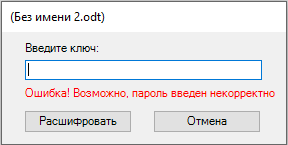 (Без имени 2.odt)
Введите ключ:
Ошибка! Возможно, пароль введен некорректно
Расшифровать Отмена